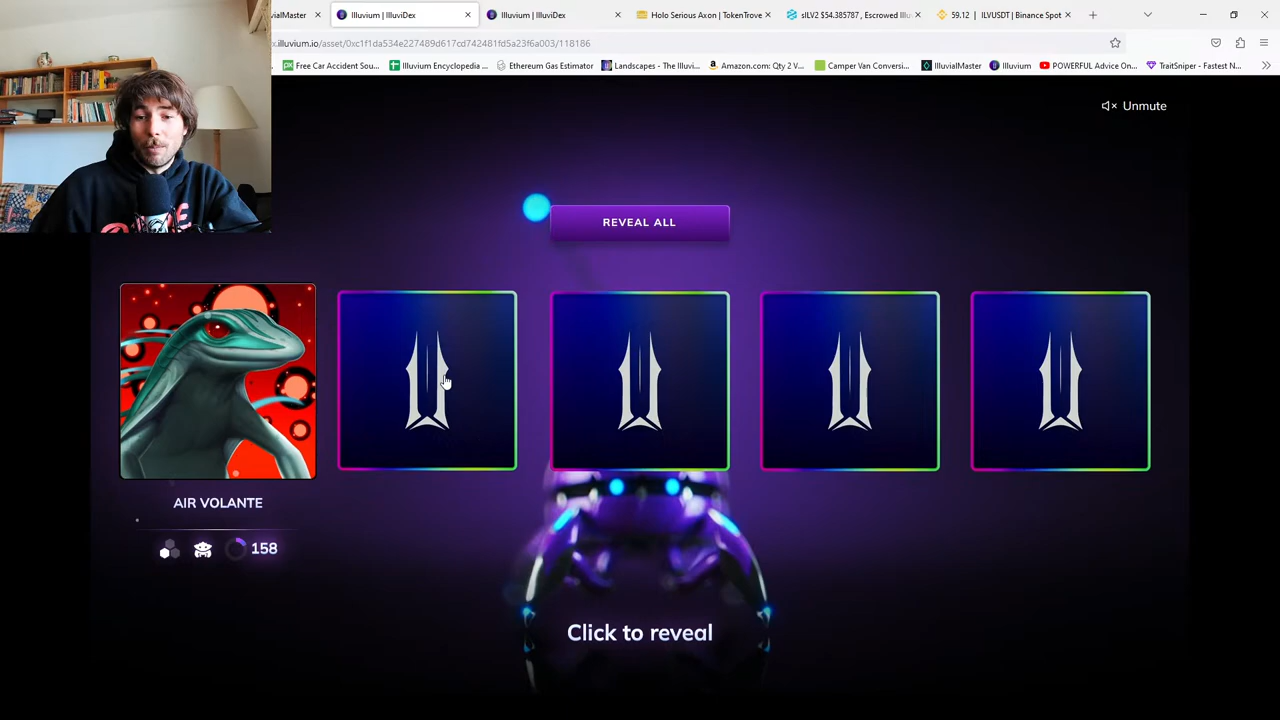 vialMaster
Illuvium | IlluviDex
Illuvium | IlluviDex
Holo Serious Axon | TokenTrove
sILV2 $54.385787 , Escrowed Illu
59.12 | ILVUSDT | Binance Spot
.illuvium.io/asset/0xc1f1da534e227489d617cd742481fd5a23f6a003/118186
Free Car Accident Sou...
Illuvium Encyclopedia ...
Ethereum Gas Estimator
Landscapes - The Illuvi...
Amazon.com: Qty 2 V...
Camper Van Conversi...
IlluvialMaster
Illuvium
POWERFUL Advice On...
TraitSniper - Fastest N...
Unmute
REVEAL ALL
AIR VOLANTE
158
Click to reveal